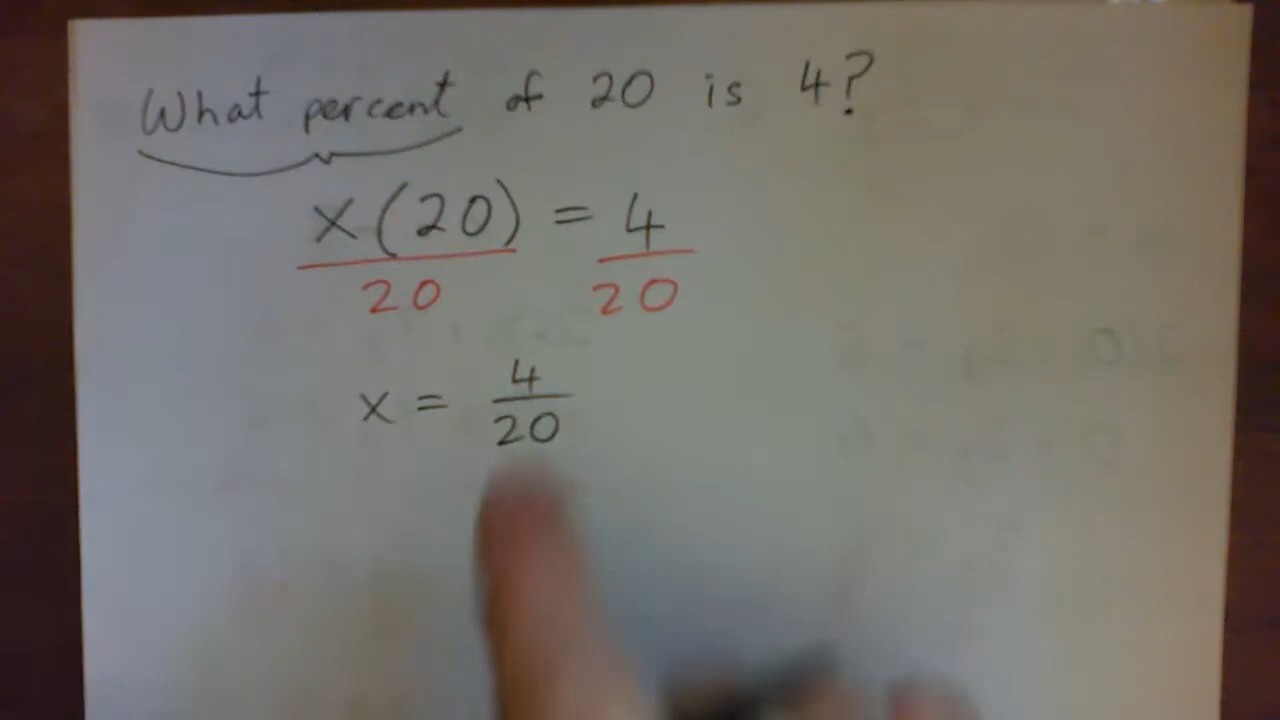 What percent of 20 is 4?
x(20) = 4
20 20
x = 4/20